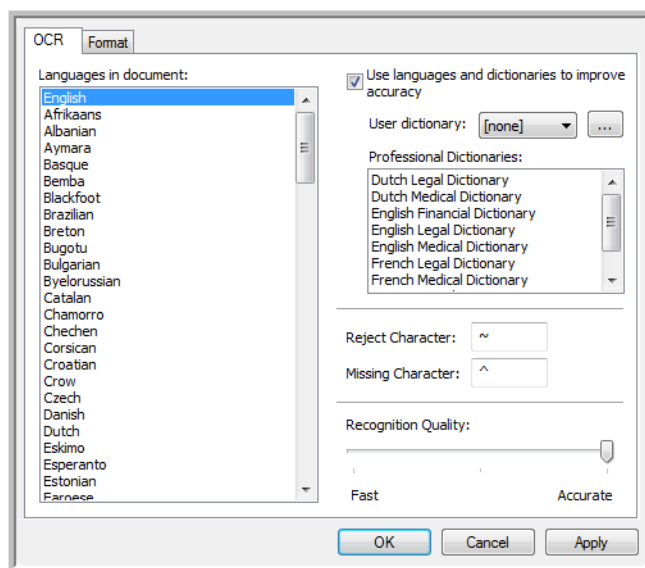 OCR
Format
Languages in document:
English
Afrikaans
Albanian
Aymara
Basque
Bemba
Blackfoot
Brazilian
Breton
Bugotu
Bulgarian
Byelorussian
Catalan
Chamorro
Chechen
Corsican
Croatian
Crow
Czech
Danish
Dutch
Eskimo
Esperanto
Estonian
Faroese
Use languages and dictionaries to improve
accuracy
User dictionary: [none] ...
Professional Dictionaries:
Dutch Legal Dictionary
Dutch Medical Dictionary
English Financial Dictionary
English Legal Dictionary
English Medical Dictionary
French Legal Dictionary
French Medical Dictionary
Reject Character: ~
Missing Character: ^
Recognition Quality:
Fast Accurate
OK Cancel Apply